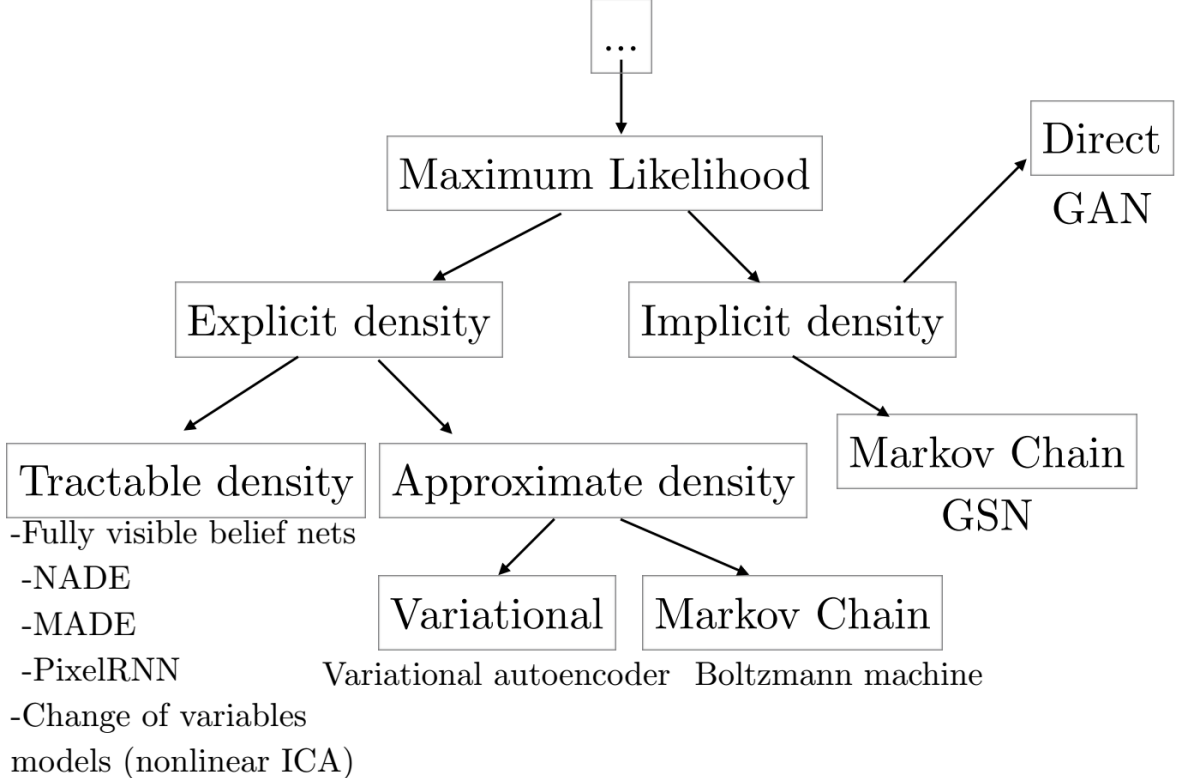 ...
Maximum Likelihood
Direct
GAN
Explicit density
Implicit density
Tractable density
-Fully visible belief nets
-NADE
-MADE
-PixelRNN
-Change of variables
models (nonlinear ICA)
Approximate density
Variational
Variational autoencoder
Markov Chain
Boltzmann machine
Markov Chain
GSN